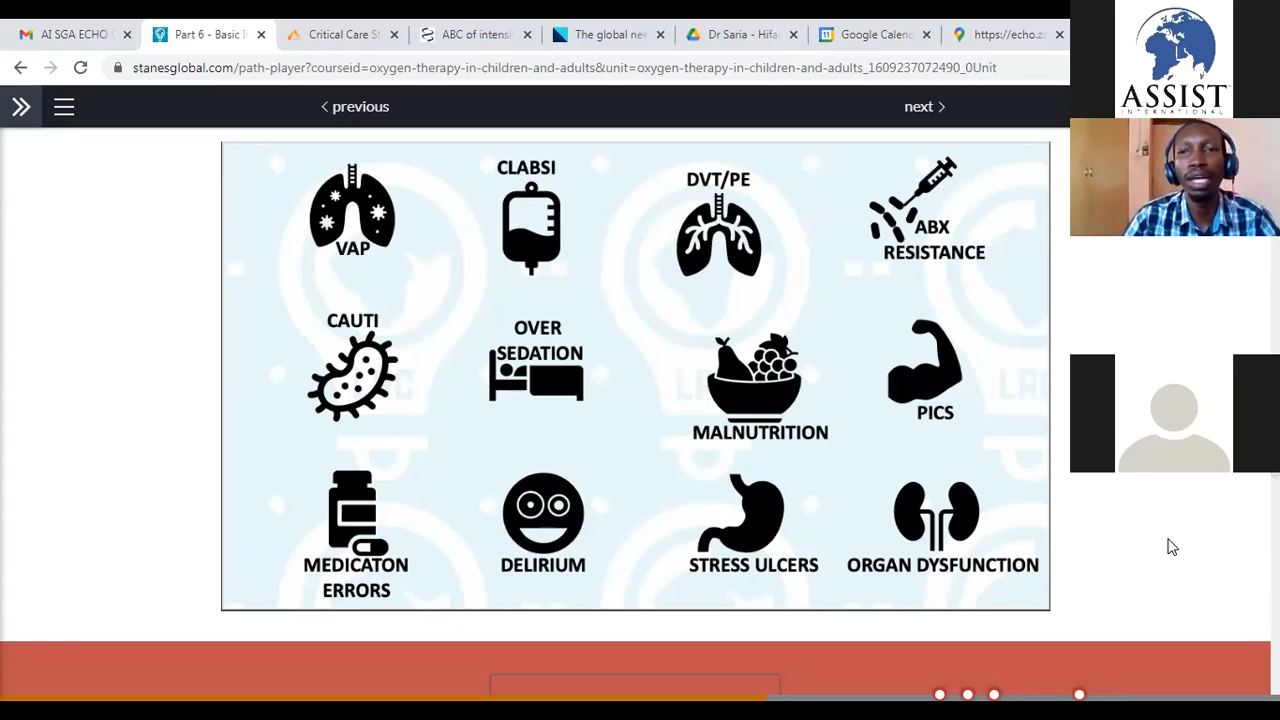 AI SGA ECHO
Part 6 - Basic I
Critical Care St
ABC of intensi
The global nee
Dr Saria - Hifa
Google Calend
https://echo.z
stanesglobal.com/path-player?courseid=oxygen-therapy-in-children-and-adults&unit=oxygen-therapy-in-children-and-adults_1609237072490_0Unit
< previous
next >
ASSIST
INTERNATIONAL
VAP
CLABSI
DVT/PE
ABX
RESISTANCE
CAUTI
OVER
SEDATION
MALNUTRITION
PICS
MEDICATON
ERRORS
DELIRIUM
STRESS ULCERS
ORGAN DYSFUNCTION